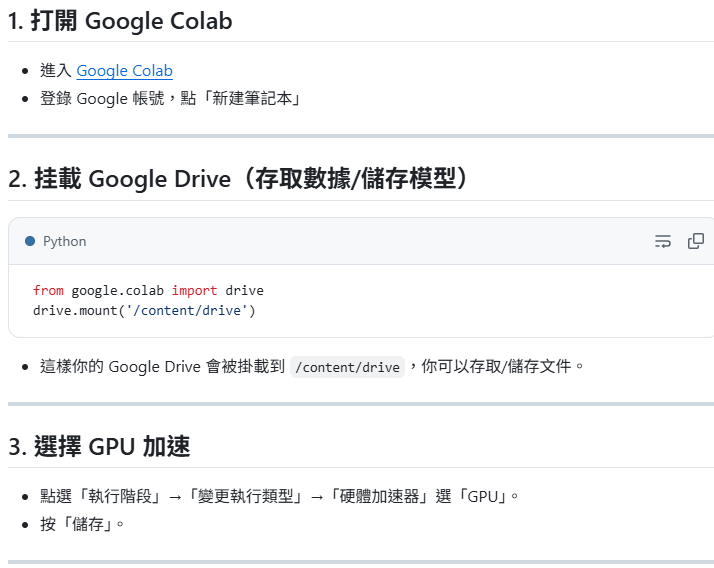 1. 打開 Google Colab
進入 Google Colab
登錄 Google 帳號，點「新建筆記本」
2. 挂載 Google Drive（存取數據/儲存模型）
Python
from google.colab import drive
drive.mount('/content/drive')
這樣你的 Google Drive 會被掛載到 /content/drive，你可以存取/儲存文件。
3. 選擇 GPU 加速
點選「執行階段」→「變更執行類型」→「硬體加速器」選「GPU」。
按「儲存」。